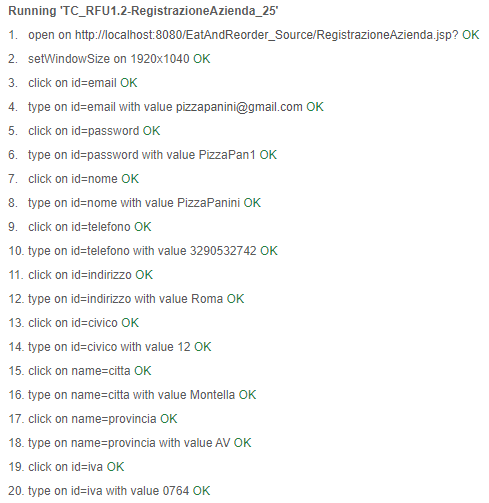 Running 'TC_RFU1.2-RegistrazioneAzienda_25'
1. open on http://localhost:8080/EatAndReorder_Source/RegistrazioneAzienda.jsp? OK
2. setWindowSize on 1920x1040 OK
3. click on id=email OK
4. type on id=email with value pizzapanini@gmail.com OK
5. click on id=password OK
6. type on id=password with value PizzaPan1 OK
7. click on id=nome OK
8. type on id=nome with value PizzaPanini OK
9. click on id=telefono OK
10. type on id=telefono with value 3290532742 OK
11. click on id=indirizzo OK
12. type on id=indirizzo with value Roma OK
13. click on id=civico OK
14. type on id=civico with value 12 OK
15. click on name=citta OK
16. type on name=citta with value Montella OK
17. click on name=provincia OK
18. type on name=provincia with value AV OK
19. click on id=iva OK
20. type on id=iva with value 0764 OK